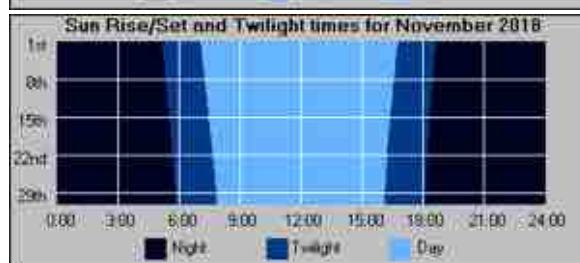 Sun Rise/Set and Twilight times for November 2018
1st
8th
15th
22nd
29th
0:00 3:00 6:00 9:00 12:00 15:00 18:00 21:00 24:00
Night Twilight Day